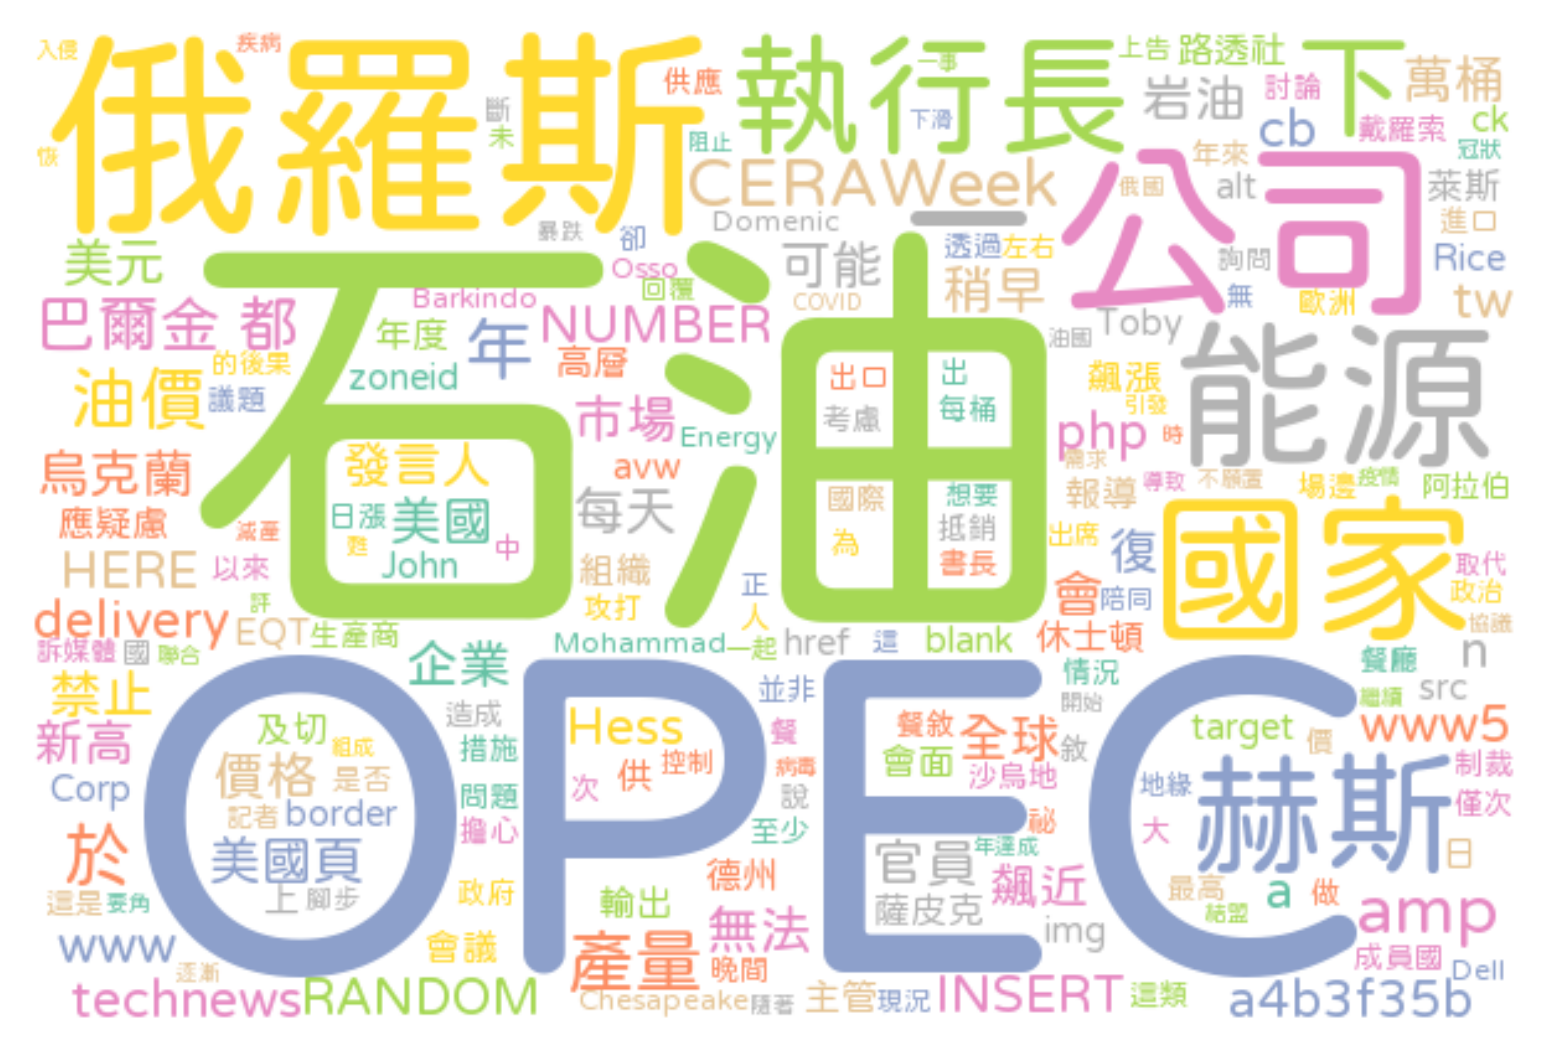 入侵 疾病 俄羅斯 供應 執行長 一事 上告 路透社 下 萬桶
斷 未 阻止 下滑 岩油 討論 cb 戴羅索 ck
恢 CERAWeek 年來 俄國 alt 冠狀 萊斯
暴跌 卻 Domenic 一 公司 進口
美元 Osso 可能 透過 左右 詢問 Rice
石油 Barkindo 回覆 COVID 稍早 無 歐洲 tw
巴爾金 都 年度 年 NUMBER 油國 Toby 能源
的後果 zoneid 高層 出口 出 飆漲
油價 議題 市場 Energy 考慮 每桶 引發 php 時
烏克蘭 發言人 avw 需求 不願置 場邊 疫情
應疑慮 減產 日漲 美國 每天 國際 想要 報導 導致 阿拉伯
甦 中 為 抵銷 出席 國家
HERE 以來 John 組織 書長 復 取代
delivery 評 攻打 正 人 會 陪同 政治 協議
EQT 生產商 Mohammad 一起 href 這 blank 休士頓 n
訴媒體 國 聯合 企業 並非 情況 餐廳 src
禁止 OPEC 造成 開始 繼續
新高 及切 組成 措施 Hess 餐 餐敘 全球 敘 target 價 www5
Corp 價格 是否 次 供 控制 病毒 會面 沙烏地 地緣 赫斯 制裁
記者 border 問題 說 僅次
於 美國頁 擔心 至少 祕 大 日
官員 年達成
這是 要角 上 腳步 政府 德州 飆近 最高 a 做
輸出 薩皮克 結盟 amp
www 會議 無法 img 成員國
逐漸 產量 晚間 Dell
technews RANDOM Chesapeake 隨著 主管 現況 INSERT 這類 a4b3f35b